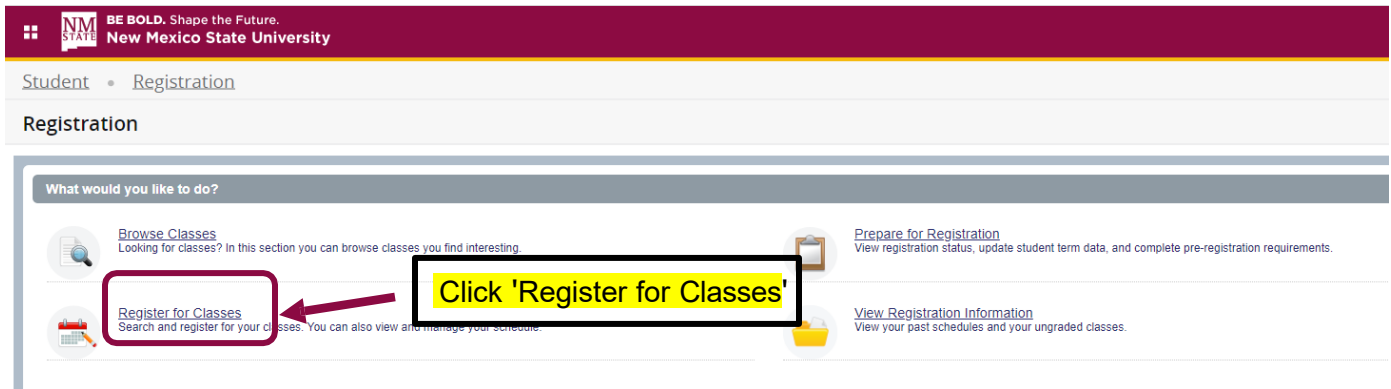 NM
STATE
BE BOLD. Shape the Future.
New Mexico State University
Student • Registration
Registration
What would you like to do?
Browse Classes
Looking for classes? In this section you can browse classes you find interesting.
Prepare for Registration
View registration status, update student term data, and complete pre-registration requirements.
Click 'Register for Classes'
Register for Classes
Search and register for your classes. You can also view and manage your schedule.
View Registration Information
View your past schedules and your ungraded classes.